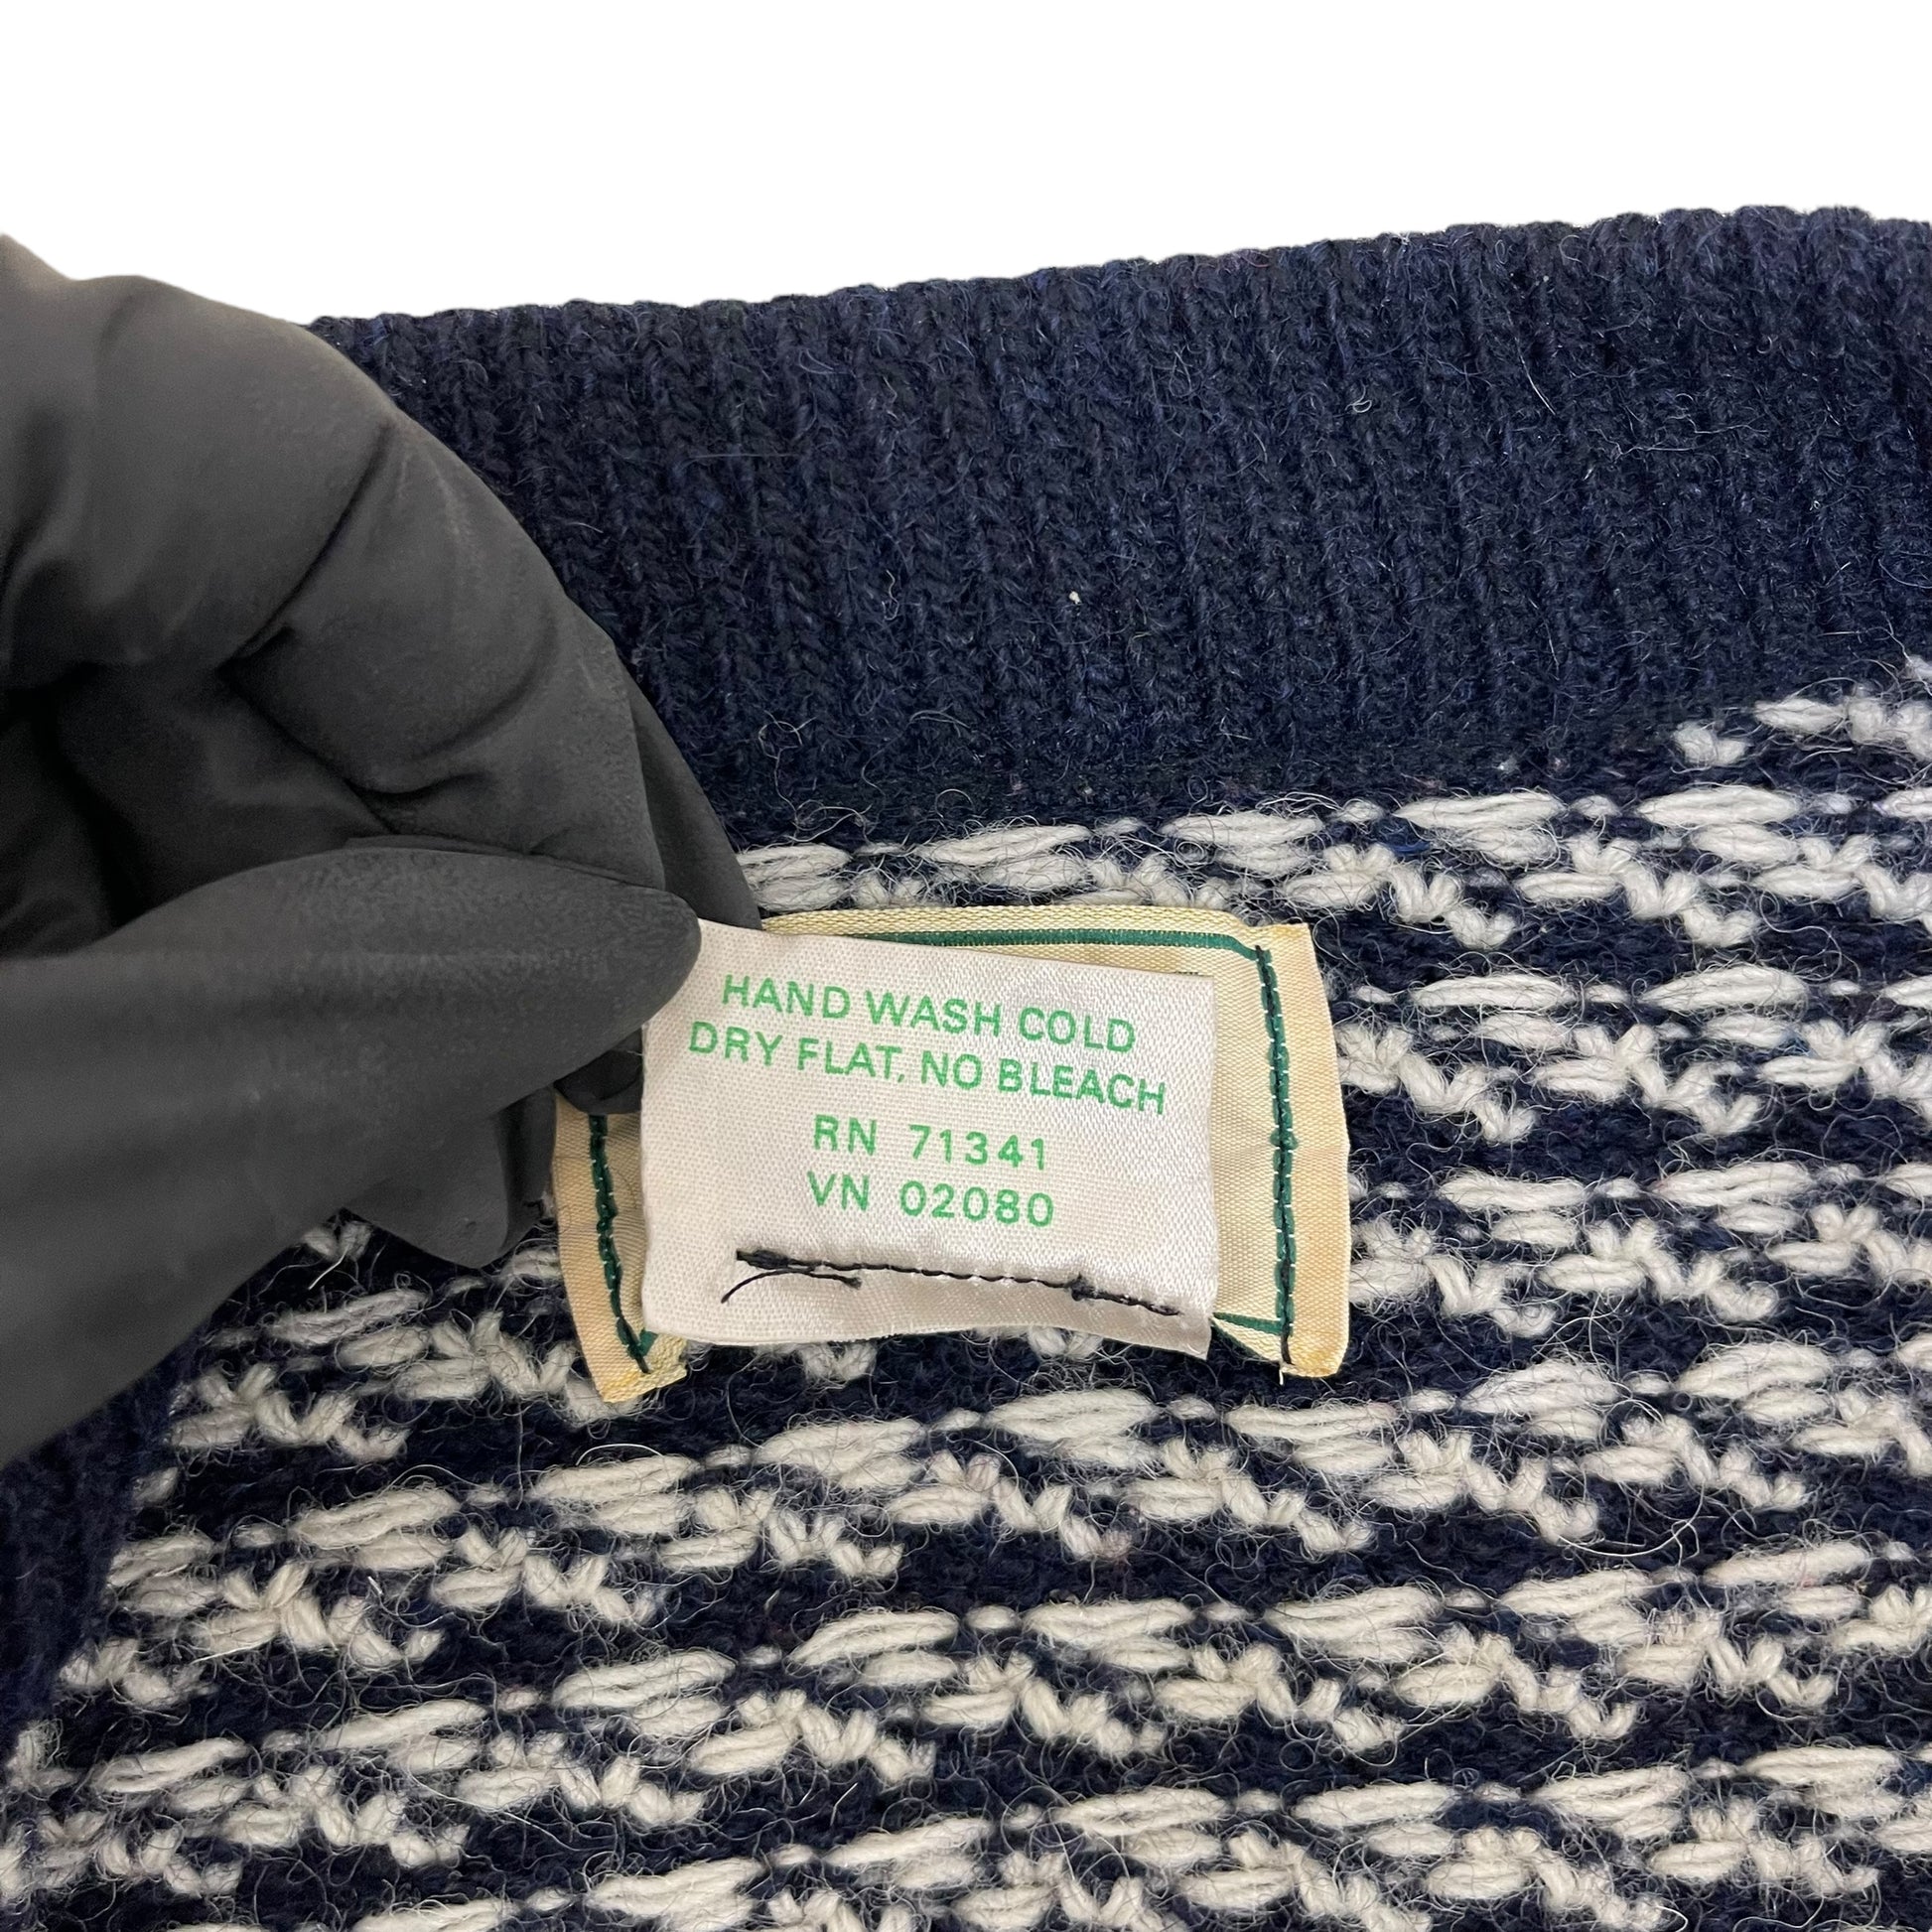 HAND WASH COLD
DRY FLAT, NO BLEACH
RN 71341
VN 02080